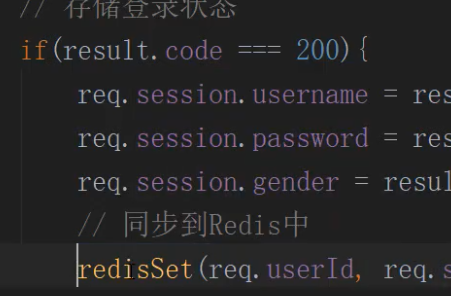 // 存储登录状态
if(result.code === 200){
req.session.username = res
req.session.password = res
req.session.gender = resul
// 同步到Redis中
redisSet(req.userId, req.s